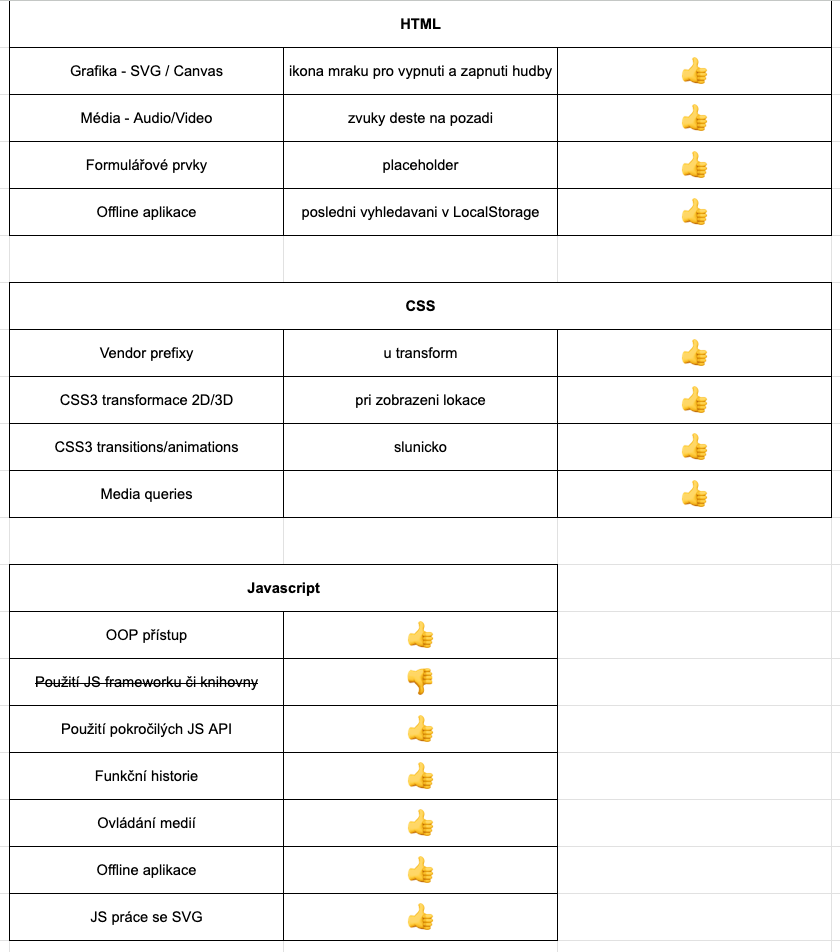 HTML
Grafika - SVG / Canvas ikona mraku pro vypnuti a zapnuti hudby 👍
Média - Audio/Video zvuky deste na pozadi 👍
Formulářové prvky placeholder 👍
Offline aplikace posledni vyhledavani v LocalStorage 👍
CSS
Vendor prefixy u transform 👍
CSS3 transformace 2D/3D pri zobrazeni lokace 👍
CSS3 transitions/animations slunicko 👍
Media queries 👍
Javascript
OOP přístup 👍
Použití JS frameworku či knihovny 👎
Použití pokročilých JS API 👍
Funkční historie 👍
Ovládání medií 👍
Offline aplikace 👍
JS práce se SVG 👍